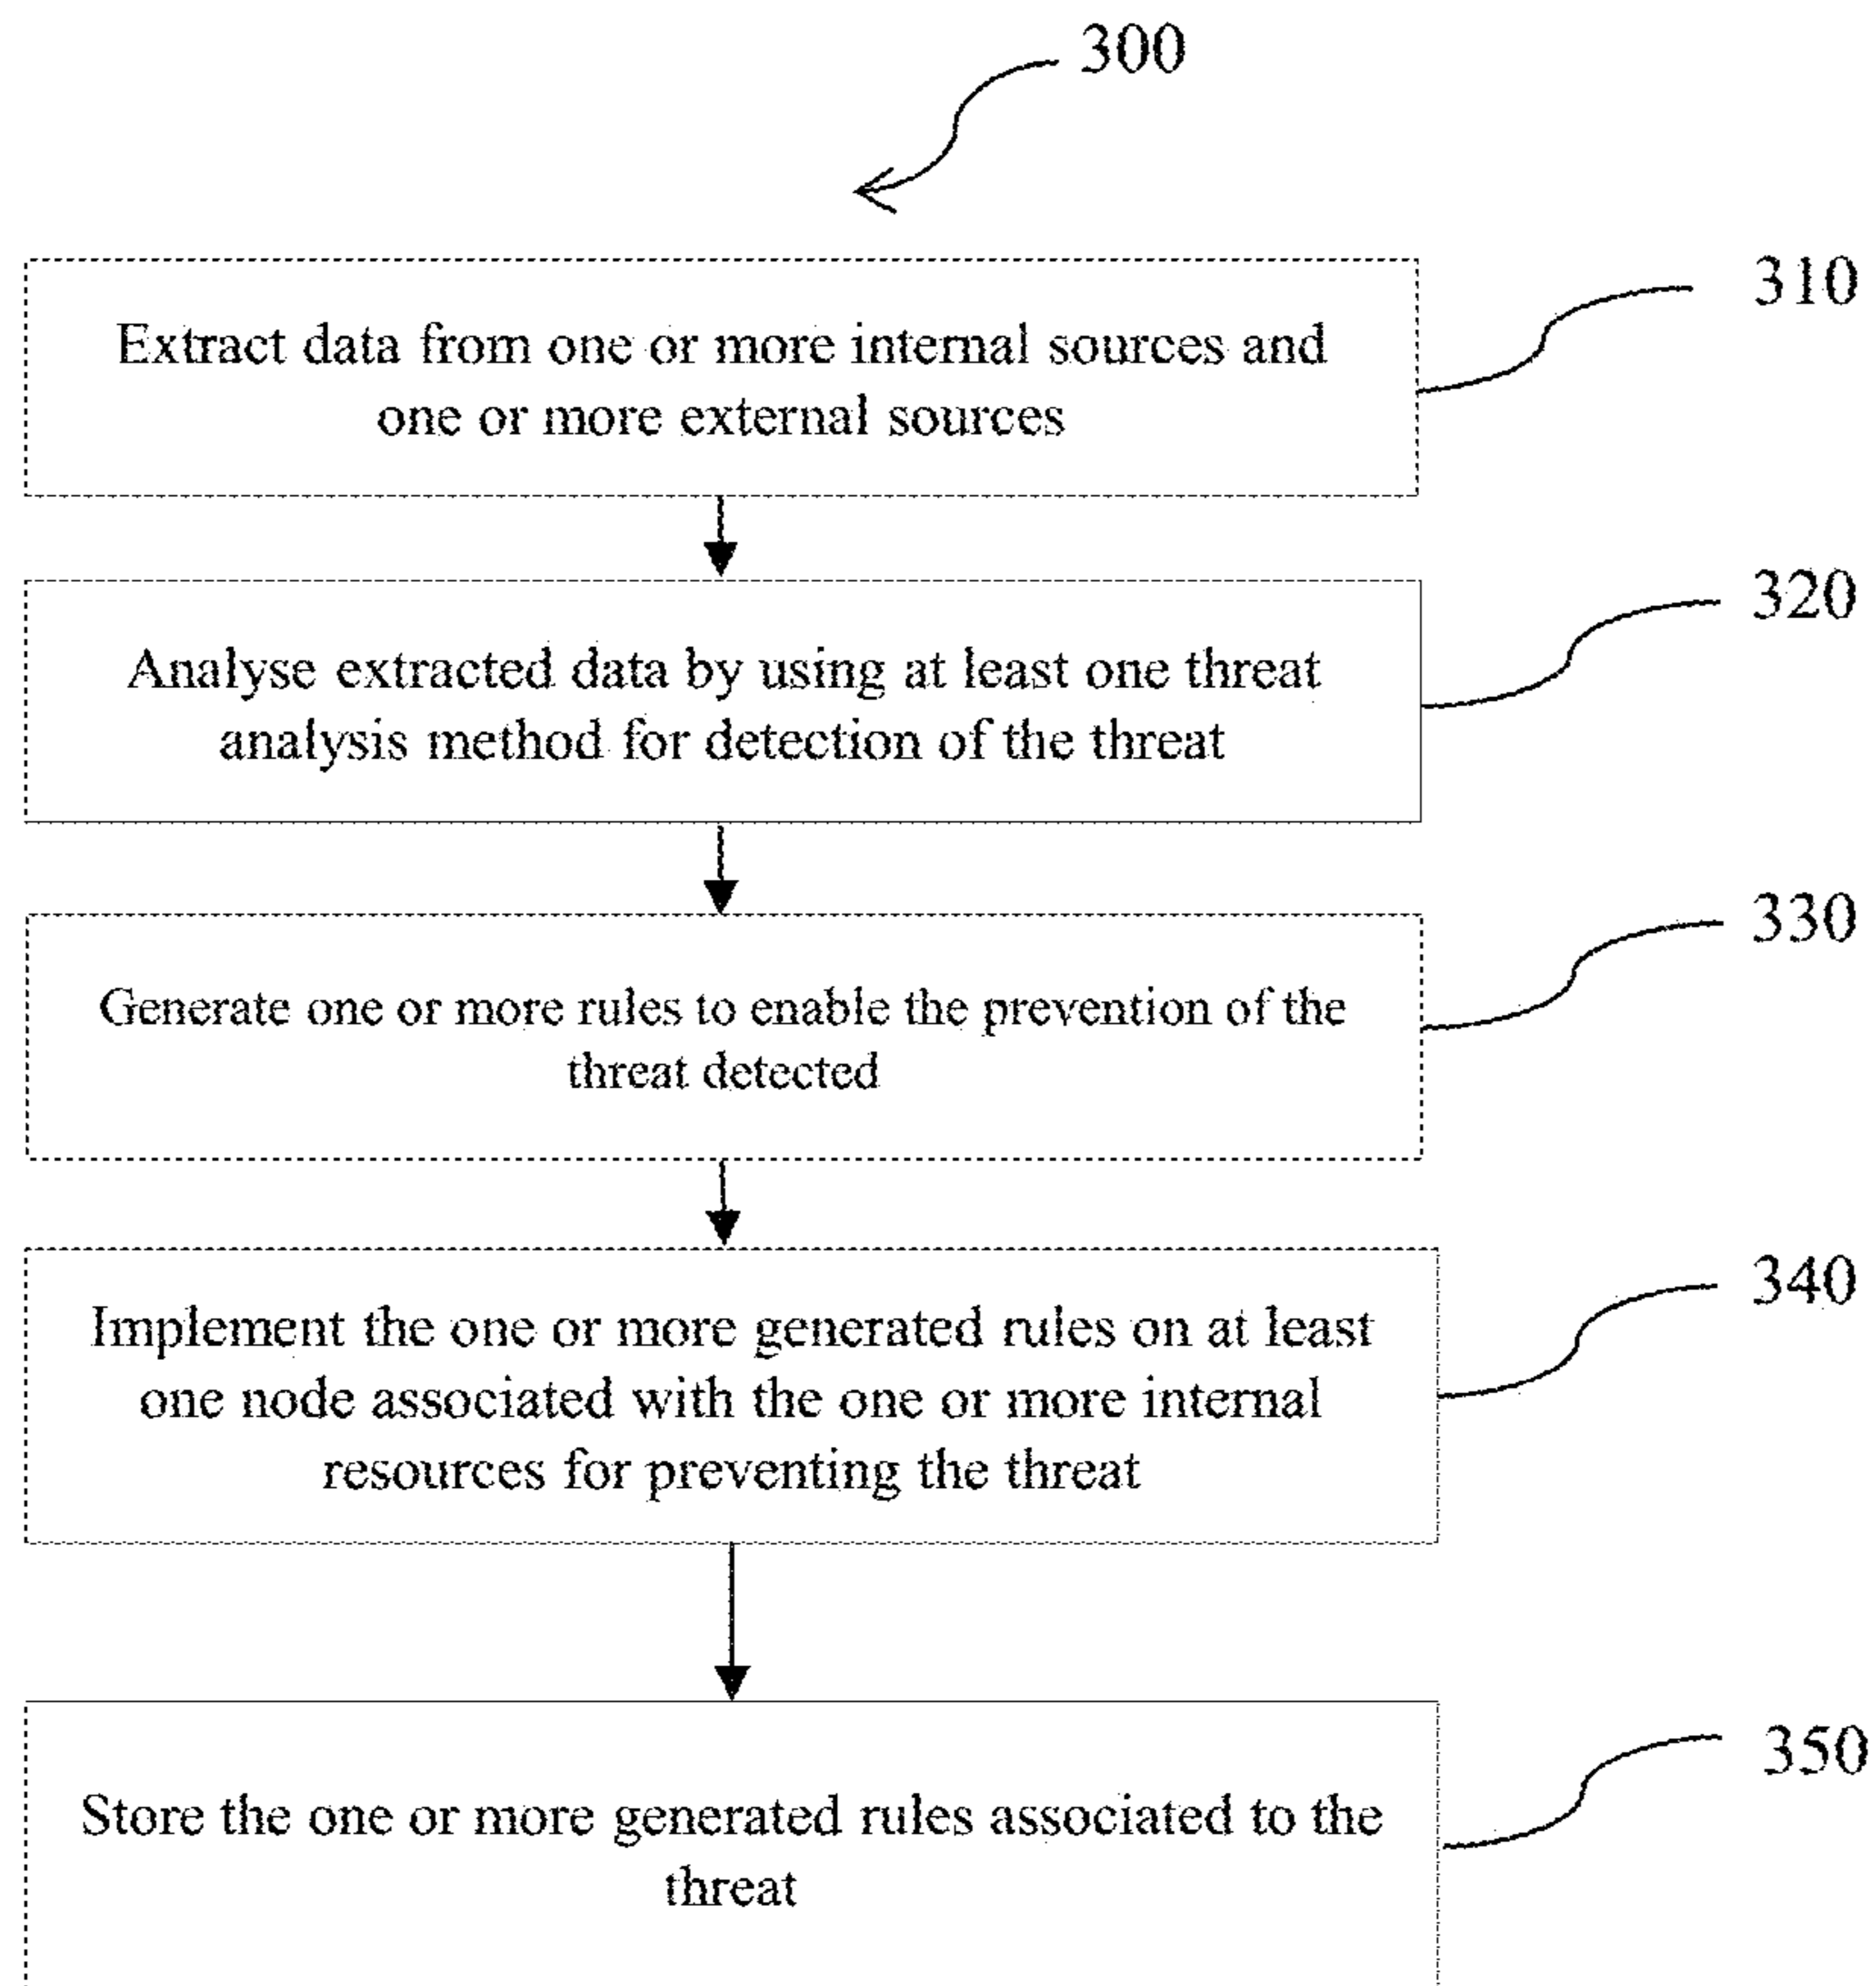 300
310
Extract data from one or more internal sources and
one or more external sources
320
Analyse extracted data by using at least one threat
analysis method for detection of the threat
330
Generate one or more rules to enable the prevention of the
threat detected
340
Implement the one or more generated rules on at least
one node associated with the one or more internal
resources for preventing the threat
350
Store the one or more generated rules associated to the
threat